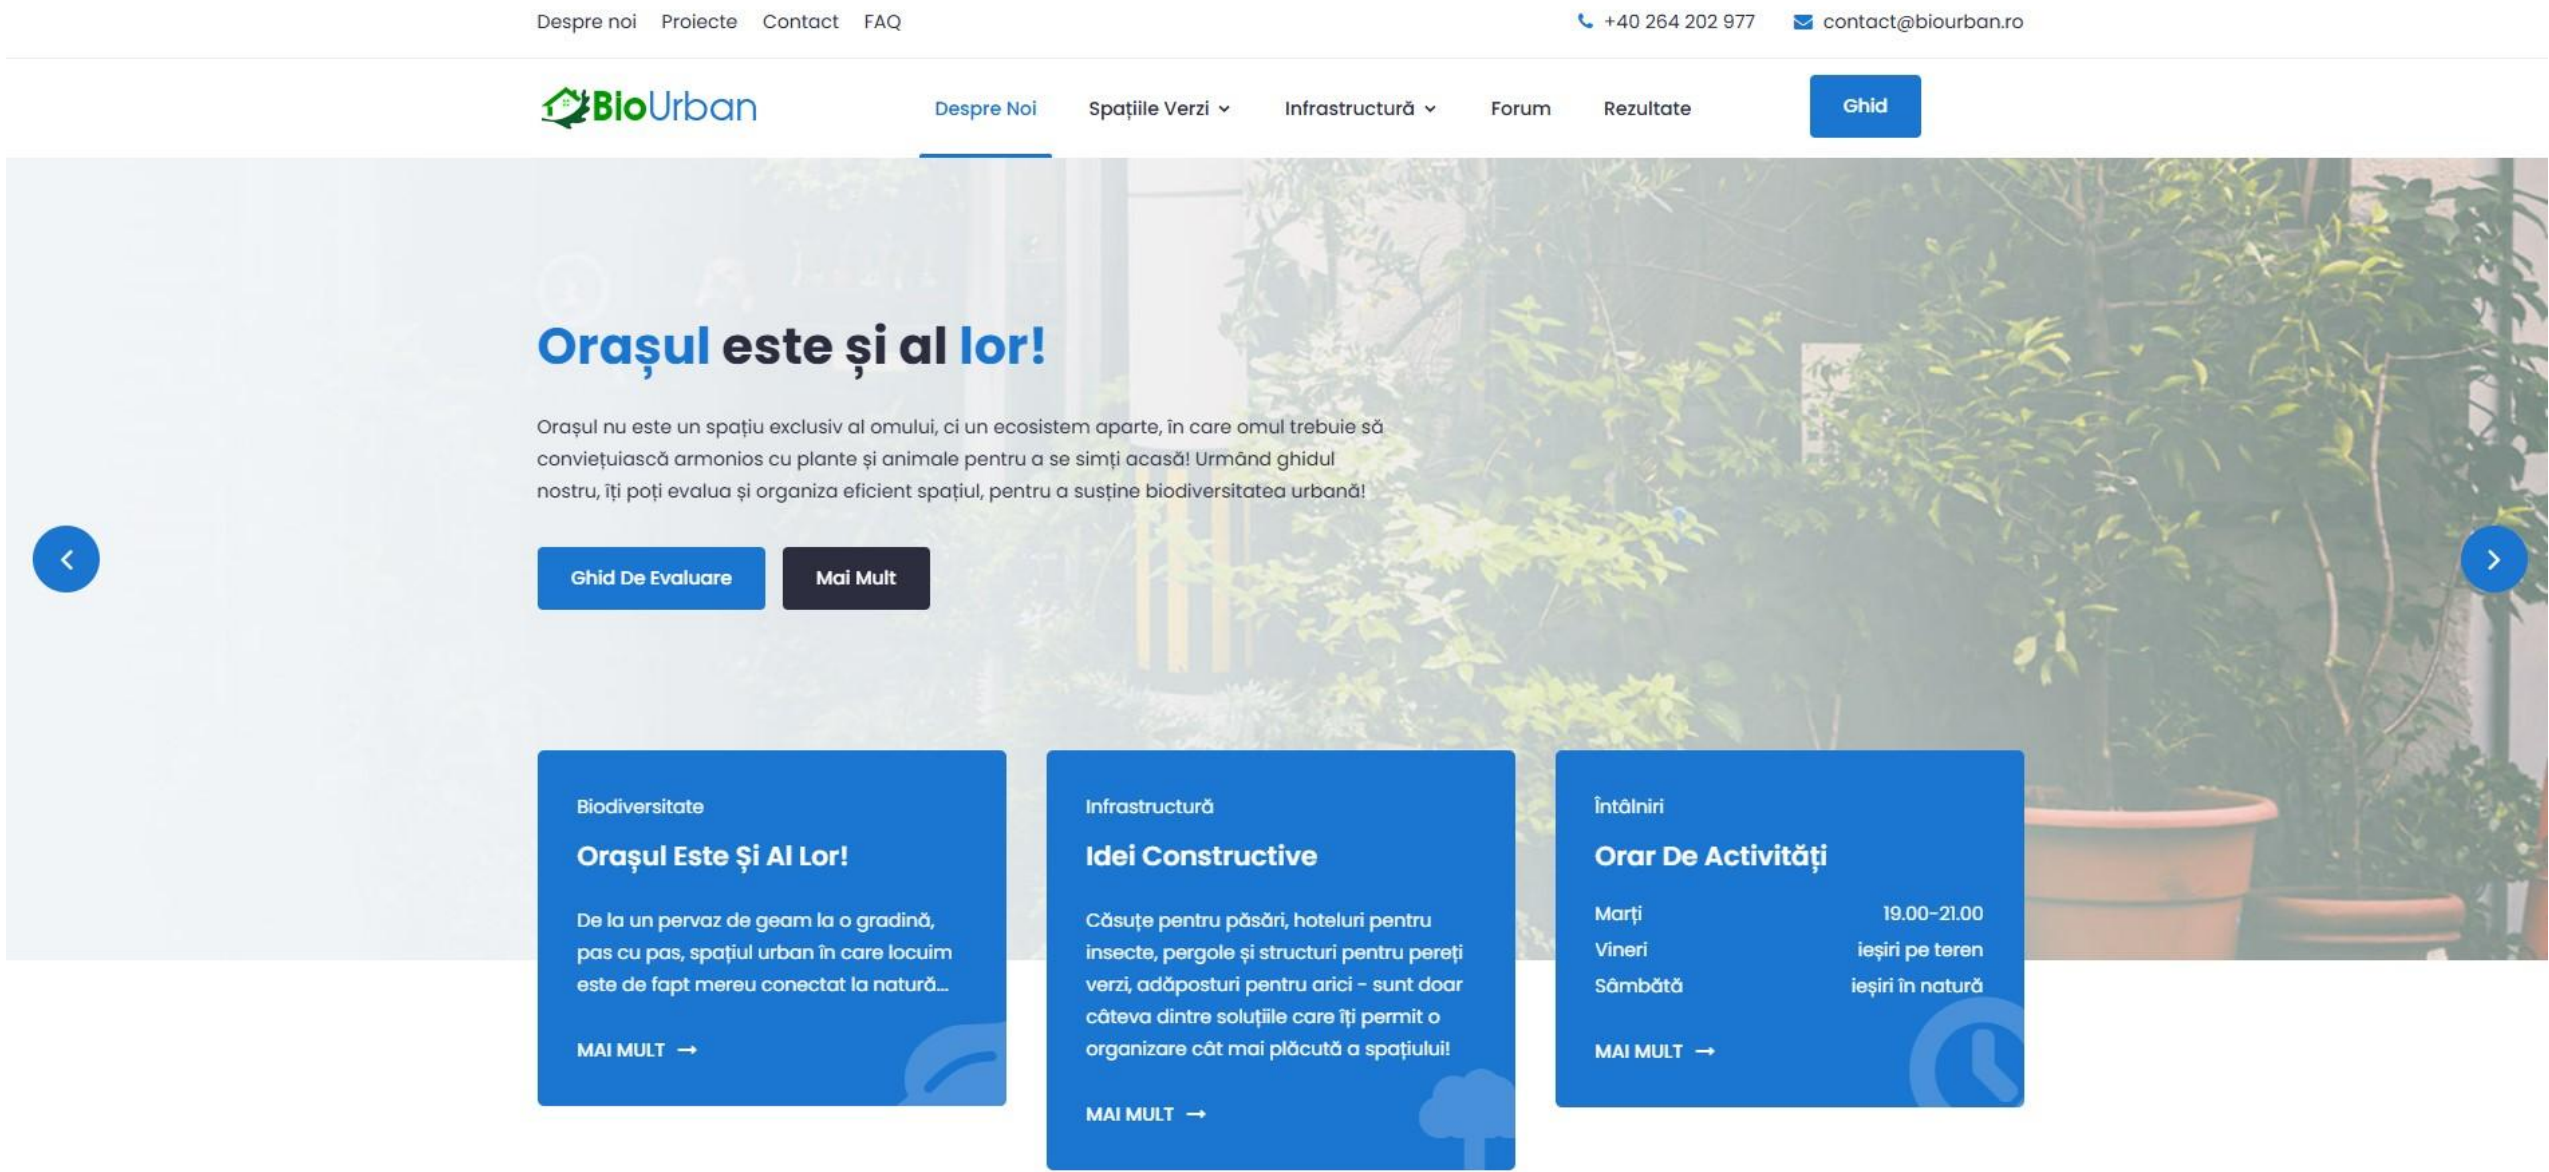 Despre noi Proiecte Contact FAQ +40 264 202 977 contact@biourban.ro
BioUrban Despre Noi Spațiile Verzi Infrastructură Forum Rezultate Ghid
Orașul este și al lor!
Orașul nu este un spațiu exclusiv al omului, ci un ecosistem aparte, în care omul trebuie să
conviețuiască armonios cu plante și animale pentru a se simți acasă! Urmând ghidul
nostru, îți poți evalua și organiza eficient spațiul, pentru a susține biodiversitatea urbană!
Ghid De Evaluare Mai Mult
Biodiversitate
Orașul Este Și Al Lor!
De la un pervaz de geam la o gradină,
pas cu pas, spațiul urban în care locuim
este de fapt mereu conectat la natură...
MAI MULT →
Infrastructură
Idei Constructive
Căsuțe pentru păsări, hoteluri pentru
insecte, pergole și structuri pentru pereți
verzi, adăposturi pentru arici - sunt doar
câteva dintre soluțiile care îți permit o
organizare cât mai plăcută a spațiului!
MAI MULT →
Întâlniri
Orar De Activități
Marți 19.00-21.00
Vineri ieșiri pe teren
Sâmbătă ieșiri în natură
MAI MULT →